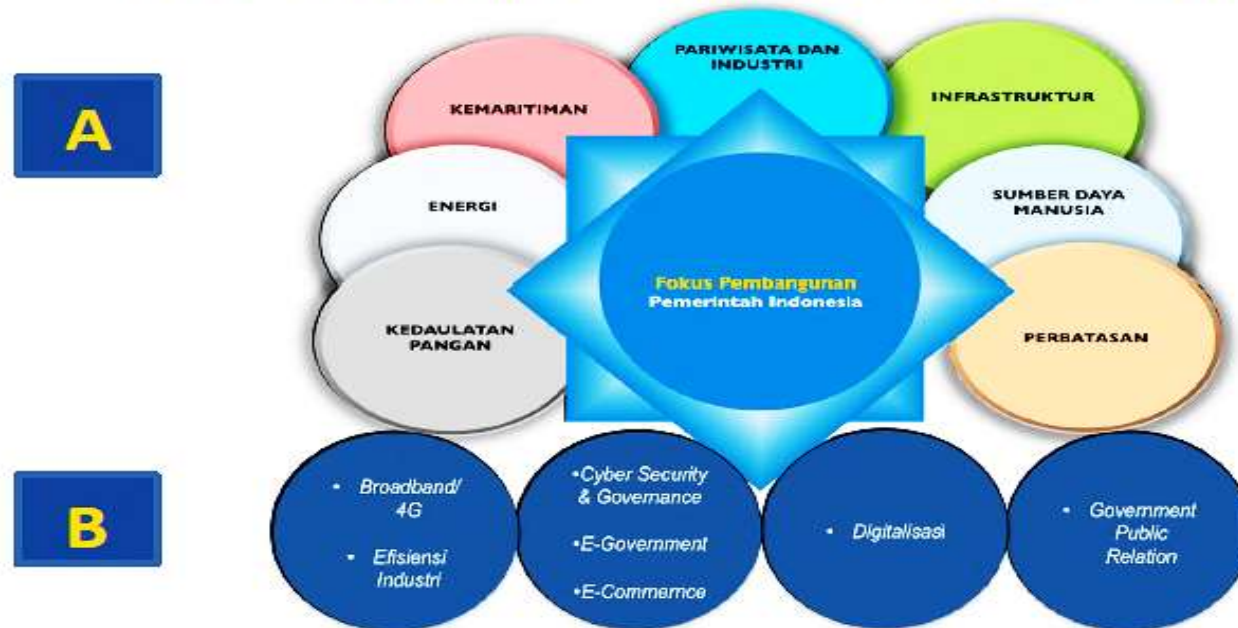 A
PARIWISATA DAN
INDUSTRI
KEMARITIMAN
INFRASTRUKTUR
ENERGI
SUMBER DAYA
MANUSIA
Fokus Pembangunan
Pemerintah Indonesia
KEDAULATAN
PANGAN
PERBATASAN
B
• Broadband/
4G
• Efisiensi
Industri
•Cyber Security
& Governance
•E-Government
•E-Commernce
• Digitalisasi
• Government
Public
Relation